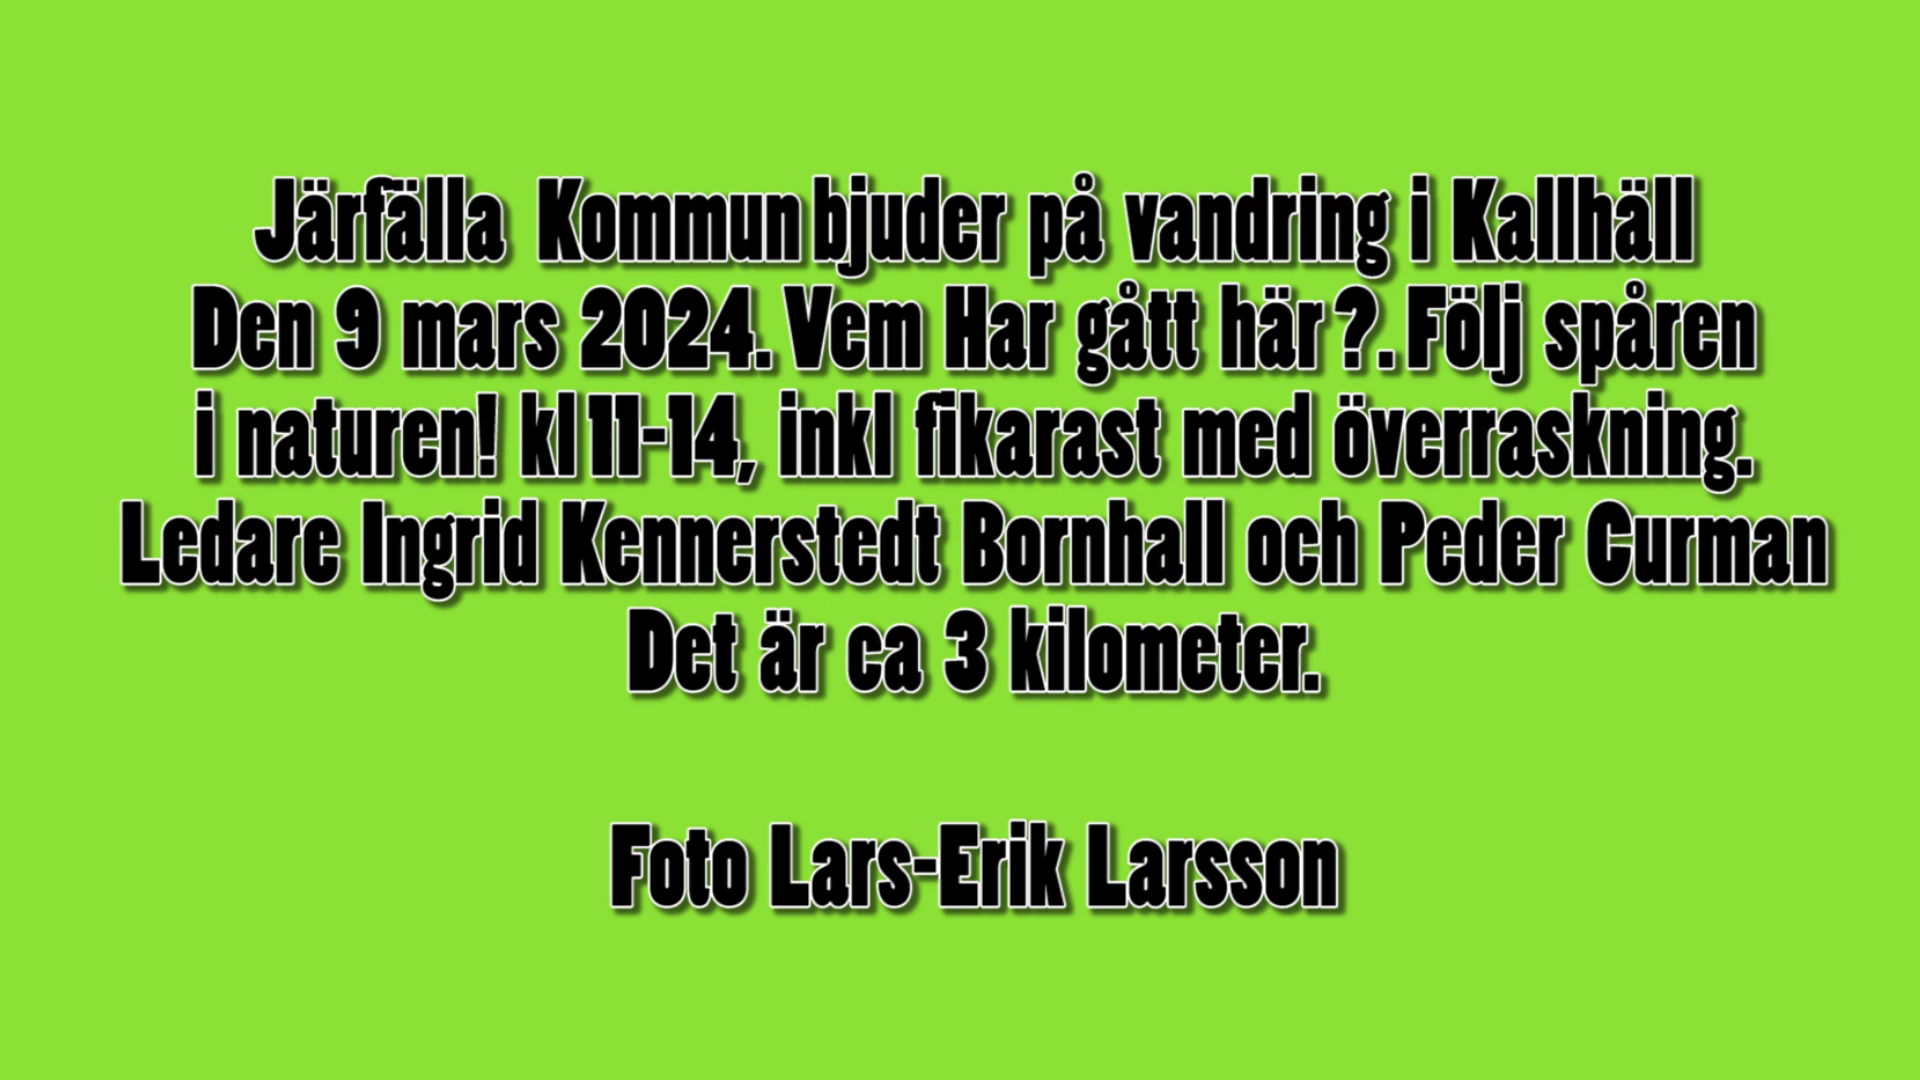 Järfälla Kommun bjuder på vandring i Kallhäll
Den 9 mars 2024. Vem Har gått här ?. Följ spåren
i naturen! kl 11-14, inkl fikarast med överraskning.
Ledare Ingrid Kennerstedt Bornhall och Peder Curman
Det är ca 3 kilometer.
Foto Lars-Erik Larsson